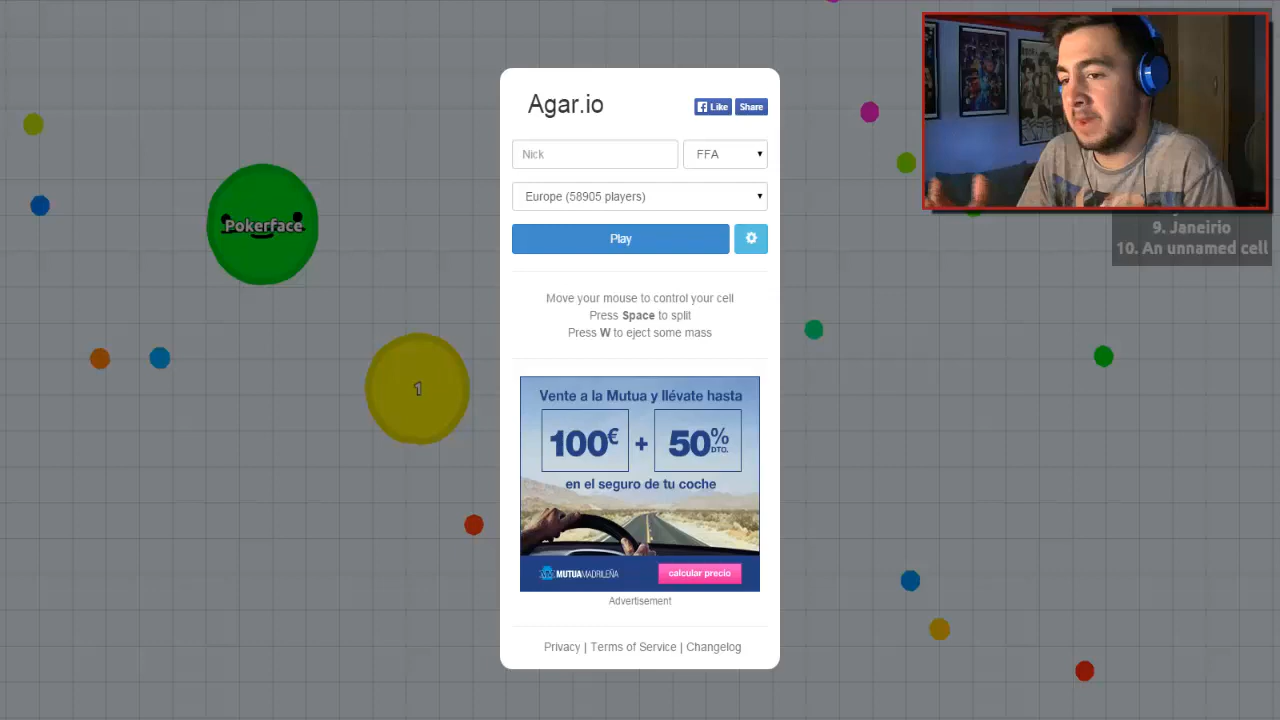 Agar.io
Like Share
Nick
FFA
Europe (58905 players)
Play
Move your mouse to control your cell
Press Space to split
Press W to eject some mass
Vente a la Mutua y llévate hasta
100€ + 50% DTO.
en el seguro de tu coche
MUTUAMADRILEÑA
calcular precio
Advertisement
Privacy | Terms of Service | Changelog
Pokerface
1
9. Janeirio
10. An unnamed cell